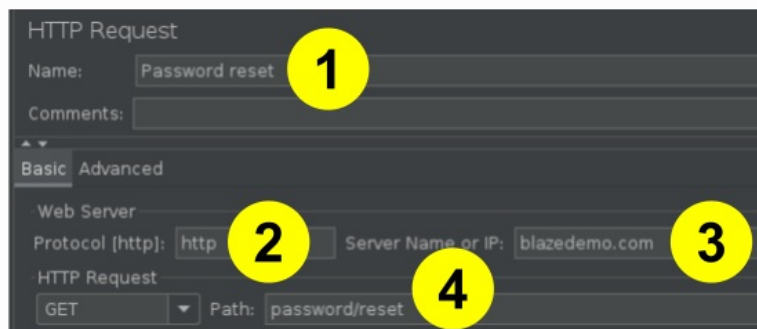 HTTP Request
Name: Password reset 1
Comments:
Basic Advanced
Web Server
Protocol [http]: http 2 Server Name or IP: blazedemo.com 3
HTTP Request
GET Path: password/reset 4